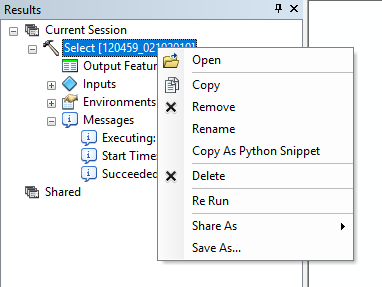 Results
Current Session
Select [120459_02102010]
Open
Output Featur
Copy
Inputs
Remove
Environments
Rename
Messages
Copy As Python Snippet
Executing:
Start Time:
Delete
Succeeded
Shared
Re Run
Share As
Save As...